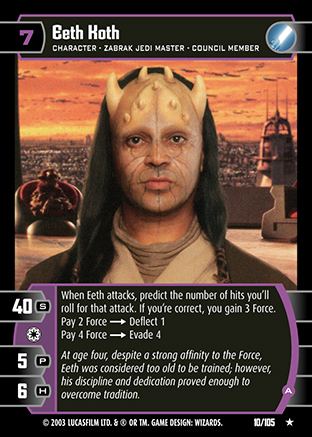 7
Eeth Koth
CHARACTER - ZABRAK JEDI MASTER - COUNCIL MEMBER
40 S
When Eeth attacks, predict the number of hits you'll
roll for that attack. If you're correct, you gain 3 Force.
Pay 2 Force → Deflect 1
Pay 4 Force → Evade 4
5 P
6 H
At age four, despite a strong affinity to the Force,
Eeth was considered too old to be trained; however,
his discipline and dedication proved enough to
overcome tradition.
A
© 2003 LUCASFILM LTD. & ® OR TM. GAME DESIGN: WIZARDS.
10/105 ★